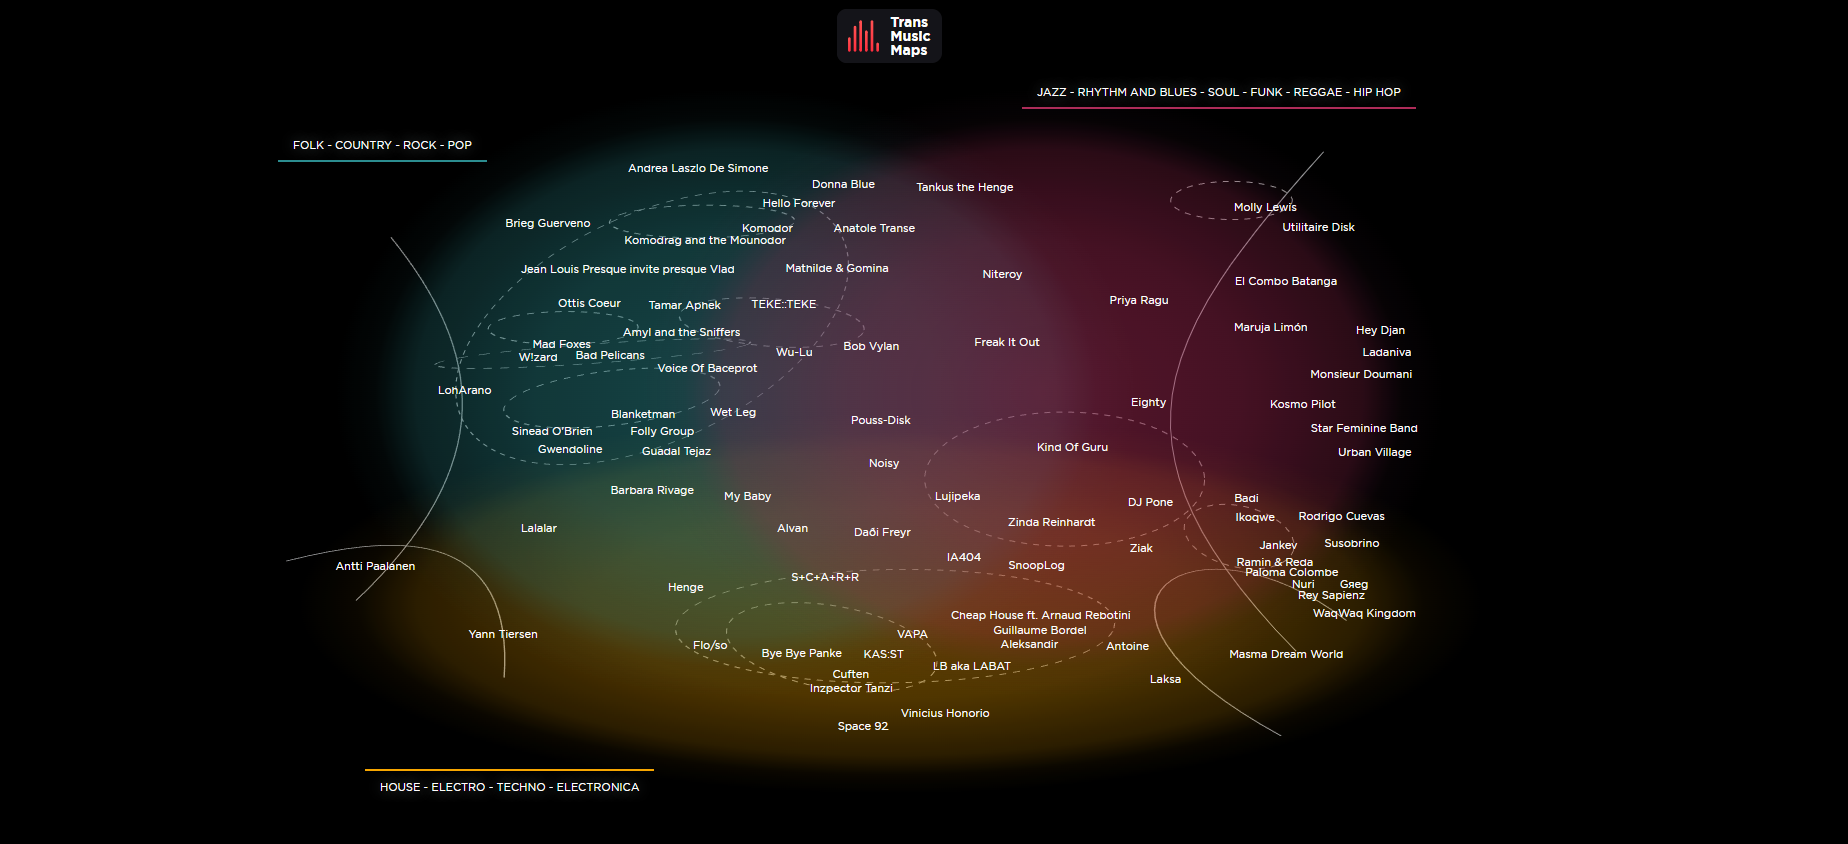 Trans
Music
Maps
JAZZ - RHYTHM AND BLUES - SOUL - FUNK - REGGAE - HIP HOP
FOLK - COUNTRY - ROCK - POP
Andrea Laszlo De Simone
Donna Blue
Tankus the Henge
Hello Forever
Molly Lewis
Brieg Guerveno
Komodor
Anatole Transe
Utilitaire Disk
Komodrag and the Mounodor
Jean Louis Presque invite presque Vlad
Mathilde & Gomina
Niteroy
El Combo Batanga
Ottis Coeur
Tamar Aphek
TEKE::TEKE
Priya Ragu
Amyl and the Sniffers
Maruja Limón
Hey Djan
Mad Foxes
Wu-Lu
Bob Vylan
Freak It Out
Ladaniva
W!zard
Bad Pelicans
Voice Of Baceprot
Monsieur Doumani
LohArano
Eighty
Kosmo Pilot
Blanketman
Wet Leg
Pouss-Disk
Star Feminine Band
Sinead O'Brien
Folly Group
Gwendoline
Guadal Tejaz
Kind Of Guru
Urban Village
Noisy
Barbara Rivage
My Baby
Lujipeka
DJ Pone
Badi
Ikoqwe
Rodrigo Cuevas
Lalalar
Alvan
Daði Freyr
Zinda Reinhardt
Ziak
Jankev
Susobrino
IA404
SnoopLog
Ramin & Reda
Antti Paalanen
Paloma Colombe
S+C+A+R+R
Henge
Nuri
Gяeg
Rey Sapienz
Cheap House ft. Arnaud Rebotini
WaqWaq Kingdom
Yann Tiersen
VAPA
Guillaume Bordel
Flo/so
Aleksandir
Antoine
Bye Bye Panke
KAS:ST
Masma Dream World
LB aka LABAT
Cuften
Laksa
Inzpector Tanzi
Vinicius Honorio
Space 92
HOUSE - ELECTRO - TECHNO - ELECTRONICA